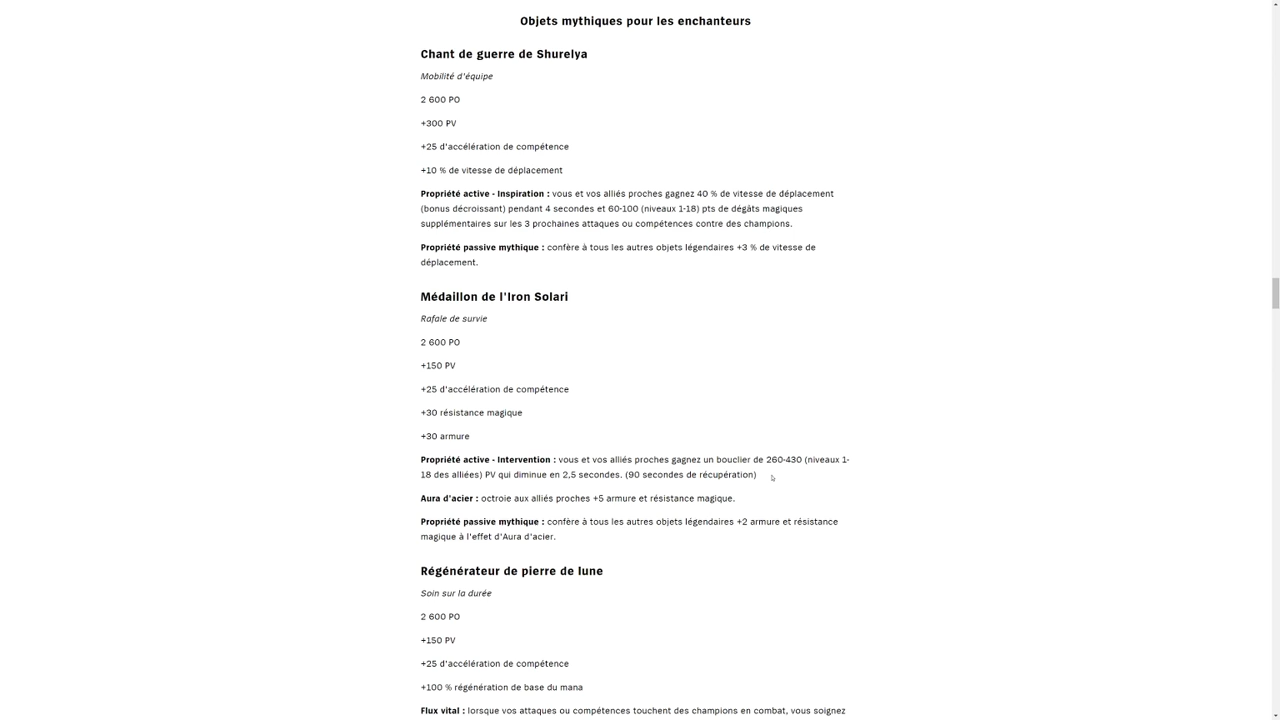 Objets mythiques pour les enchanteurs
Chant de guerre de Shurelya
Mobilité d'équipe
2 600 PO
+300 PV
+25 d'accélération de compétence
+10 % de vitesse de déplacement
Propriété active - Inspiration : vous et vos alliés proches gagnez 40 % de vitesse de déplacement
(bonus décroissant) pendant 4 secondes et 60-100 (niveaux 1-18) pts de dégâts magiques
supplémentaires sur les 3 prochaines attaques ou compétences contre des champions.
Propriété passive mythique : confère à tous les autres objets légendaires +3 % de vitesse de
déplacement.
Médaillon de l'Iron Solari
Rafale de survie
2 600 PO
+150 PV
+25 d'accélération de compétence
+30 résistance magique
+30 armure
Propriété active - Intervention : vous et vos alliés proches gagnez un bouclier de 260-430 (niveaux 1-
18 des alliées) PV qui diminue en 2,5 secondes. (90 secondes de récupération)
Aura d'acier : octroie aux alliés proches +5 armure et résistance magique.
Propriété passive mythique : confère à tous les autres objets légendaires +2 armure et résistance
magique à l'effet d'Aura d'acier.
Régénérateur de pierre de lune
Soin sur la durée
2 600 PO
+150 PV
+25 d'accélération de compétence
+100 % régénération de base du mana
Flux vital : lorsque vos attaques ou compétences touchent des champions en combat, vous soignez